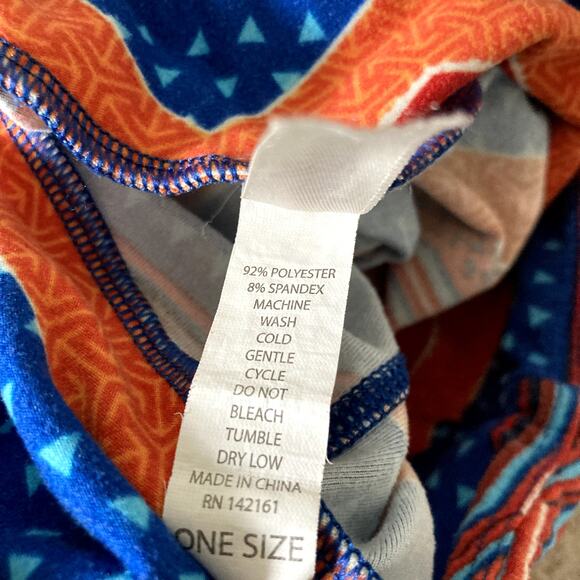 92% POLYESTER
8% SPANDEX
MACHINE
WASH
COLD
GENTLE
CYCLE
DO NOT
BLEACH
TUMBLE
DRY LOW
MADE IN CHINA
RN 142161
ONE SIZE